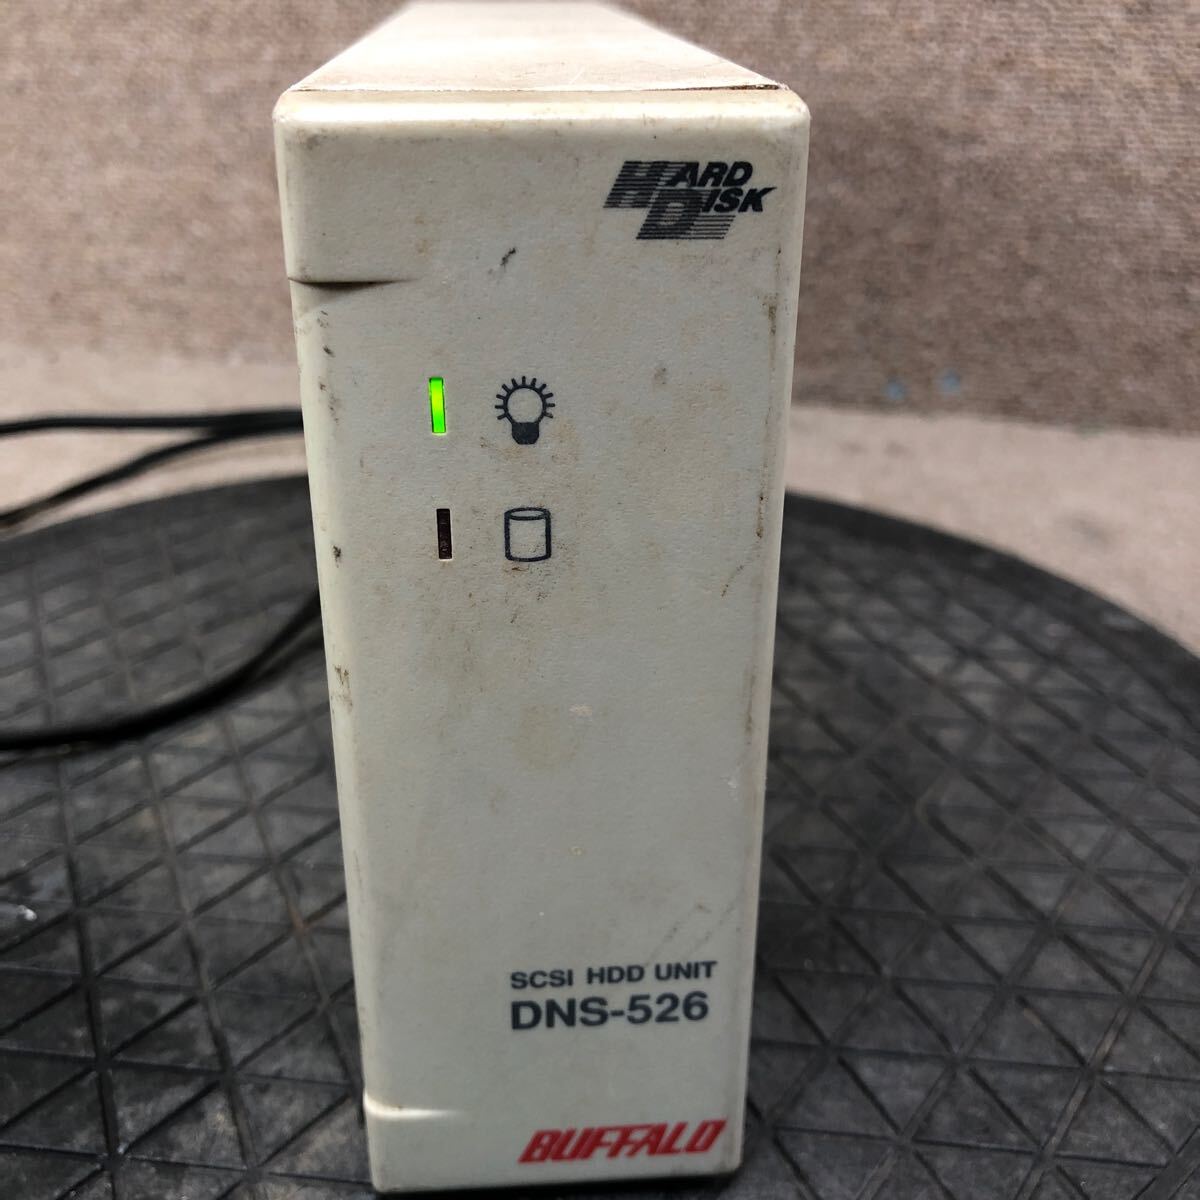 HARD
DISK
SCSI HDD UNIT
DNS-526
BUFFALO